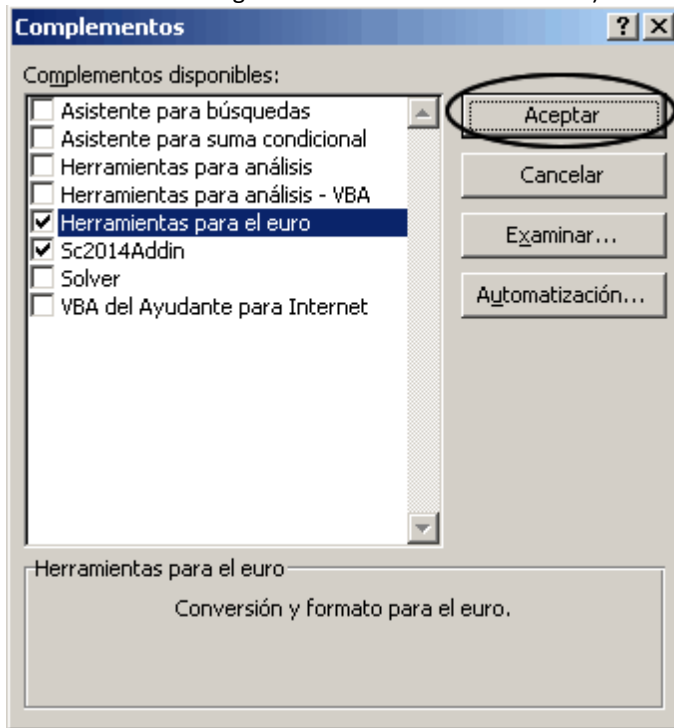 Complementos
Complementos disponibles:
Asistente para búsquedas
Asistente para suma condicional
Herramientas para análisis
Herramientas para análisis - VBA
Herramientas para el euro
Sc2014Addin
Solver
VBA del Ayudante para Internet
Aceptar
Cancelar
Examinar...
Automatización...
Herramientas para el euro
Conversión y formato para el euro.